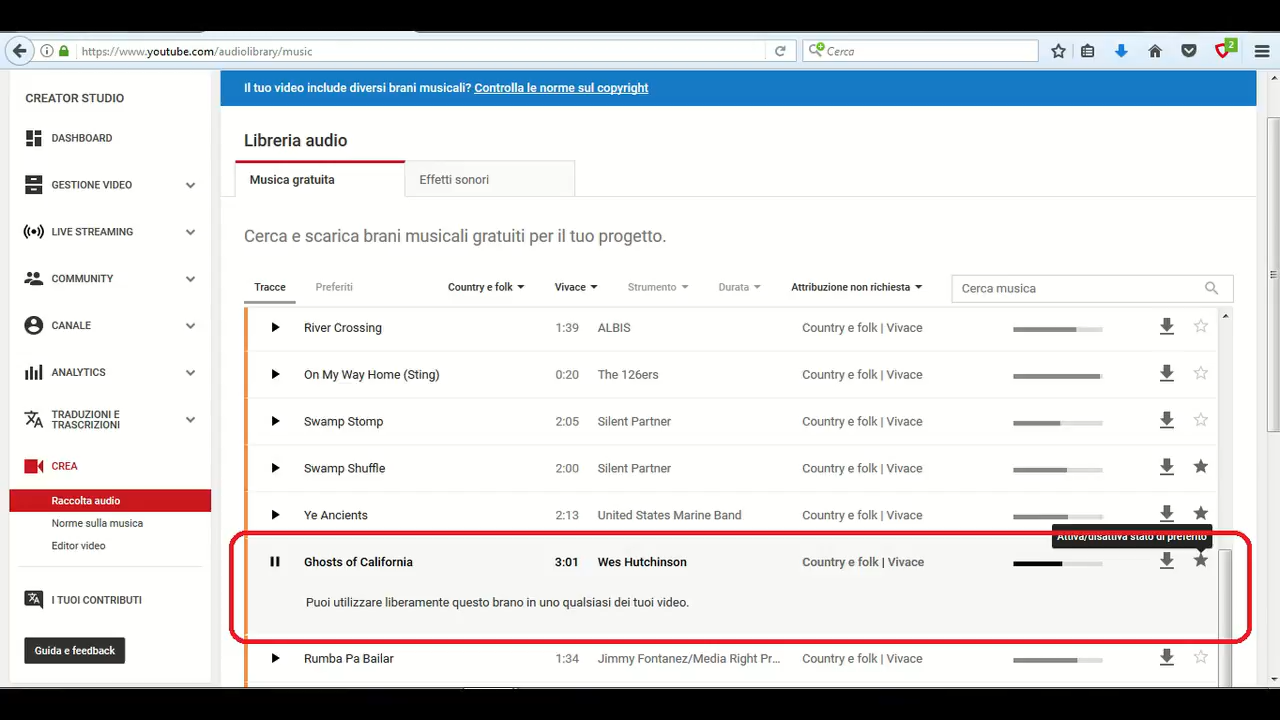 https://www.youtube.com/audiolibrary/music
Cerca
2
CREATOR STUDIO
DASHBOARD
GESTIONE VIDEO
LIVE STREAMING
COMMUNITY
CANALE
ANALYTICS
TRADUZIONI E
TRASCRIZIONI
CREA
Raccolta audio
Norme sulla musica
Editor video
I TUOI CONTRIBUTI
Guida e feedback
Il tuo video include diversi brani musicali? Controlla le norme sul copyright
Libreria audio
Musica gratuita Effetti sonori
Cerca e scarica brani musicali gratuiti per il tuo progetto.
Tracce Preferiti Country e folk Vivace Strumento Durata Attribuzione non richiesta Cerca musica
River Crossing 1:39 ALBIS Country e folk | Vivace
On My Way Home (Sting) 0:20 The 126ers Country e folk | Vivace
Swamp Stomp 2:05 Silent Partner Country e folk | Vivace
Swamp Shuffle 2:00 Silent Partner Country e folk | Vivace
Ye Ancients 2:13 United States Marine Band Country e folk | Vivace
Attiva/disattiva stato di preferito
Ghosts of California 3:01 Wes Hutchinson Country e folk | Vivace
Puoi utilizzare liberamente questo brano in uno qualsiasi dei tuoi video.
Rumba Pa Bailar 1:34 Jimmy Fontanez/Media Right Pr... Country e folk | Vivace